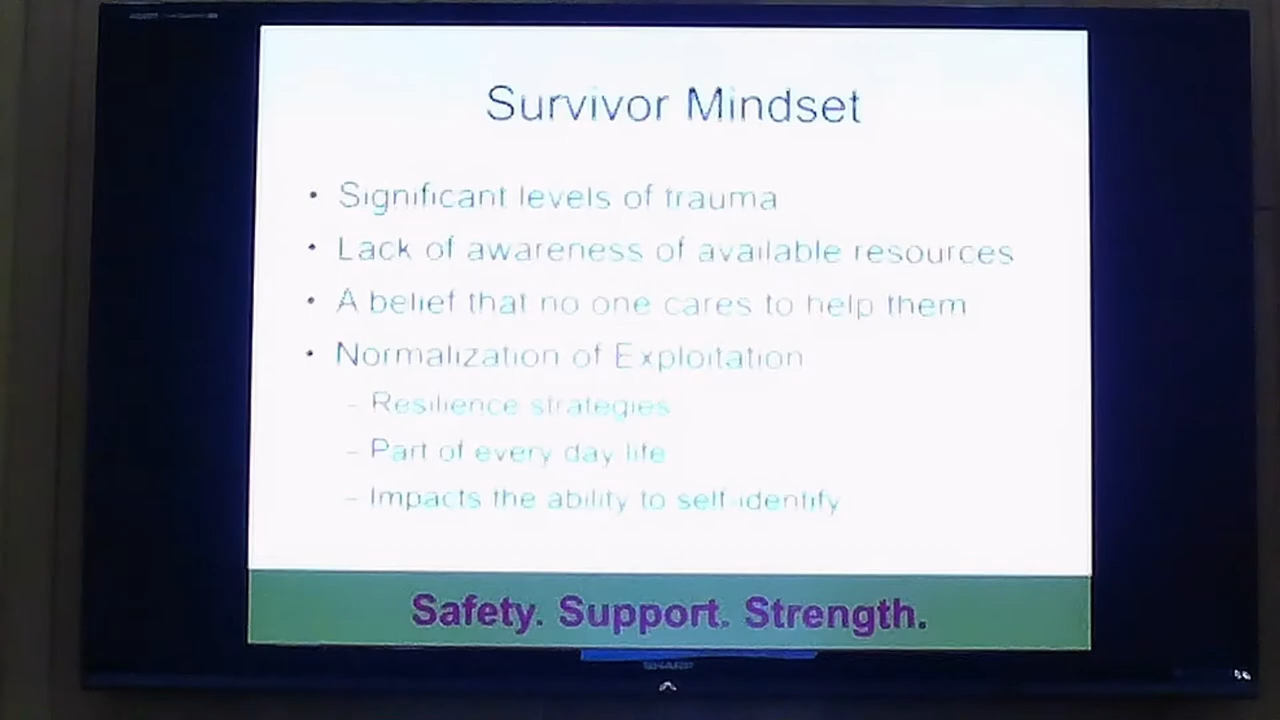 Survivor Mindset
• Significant levels of trauma
• Lack of awareness of available resources
• A belief that no one cares to help them
• Normalization of Exploitation
– Resilience strategies
– Part of every day life
– Impacts the ability to self-identify
Safety. Support. Strength.
SHARP